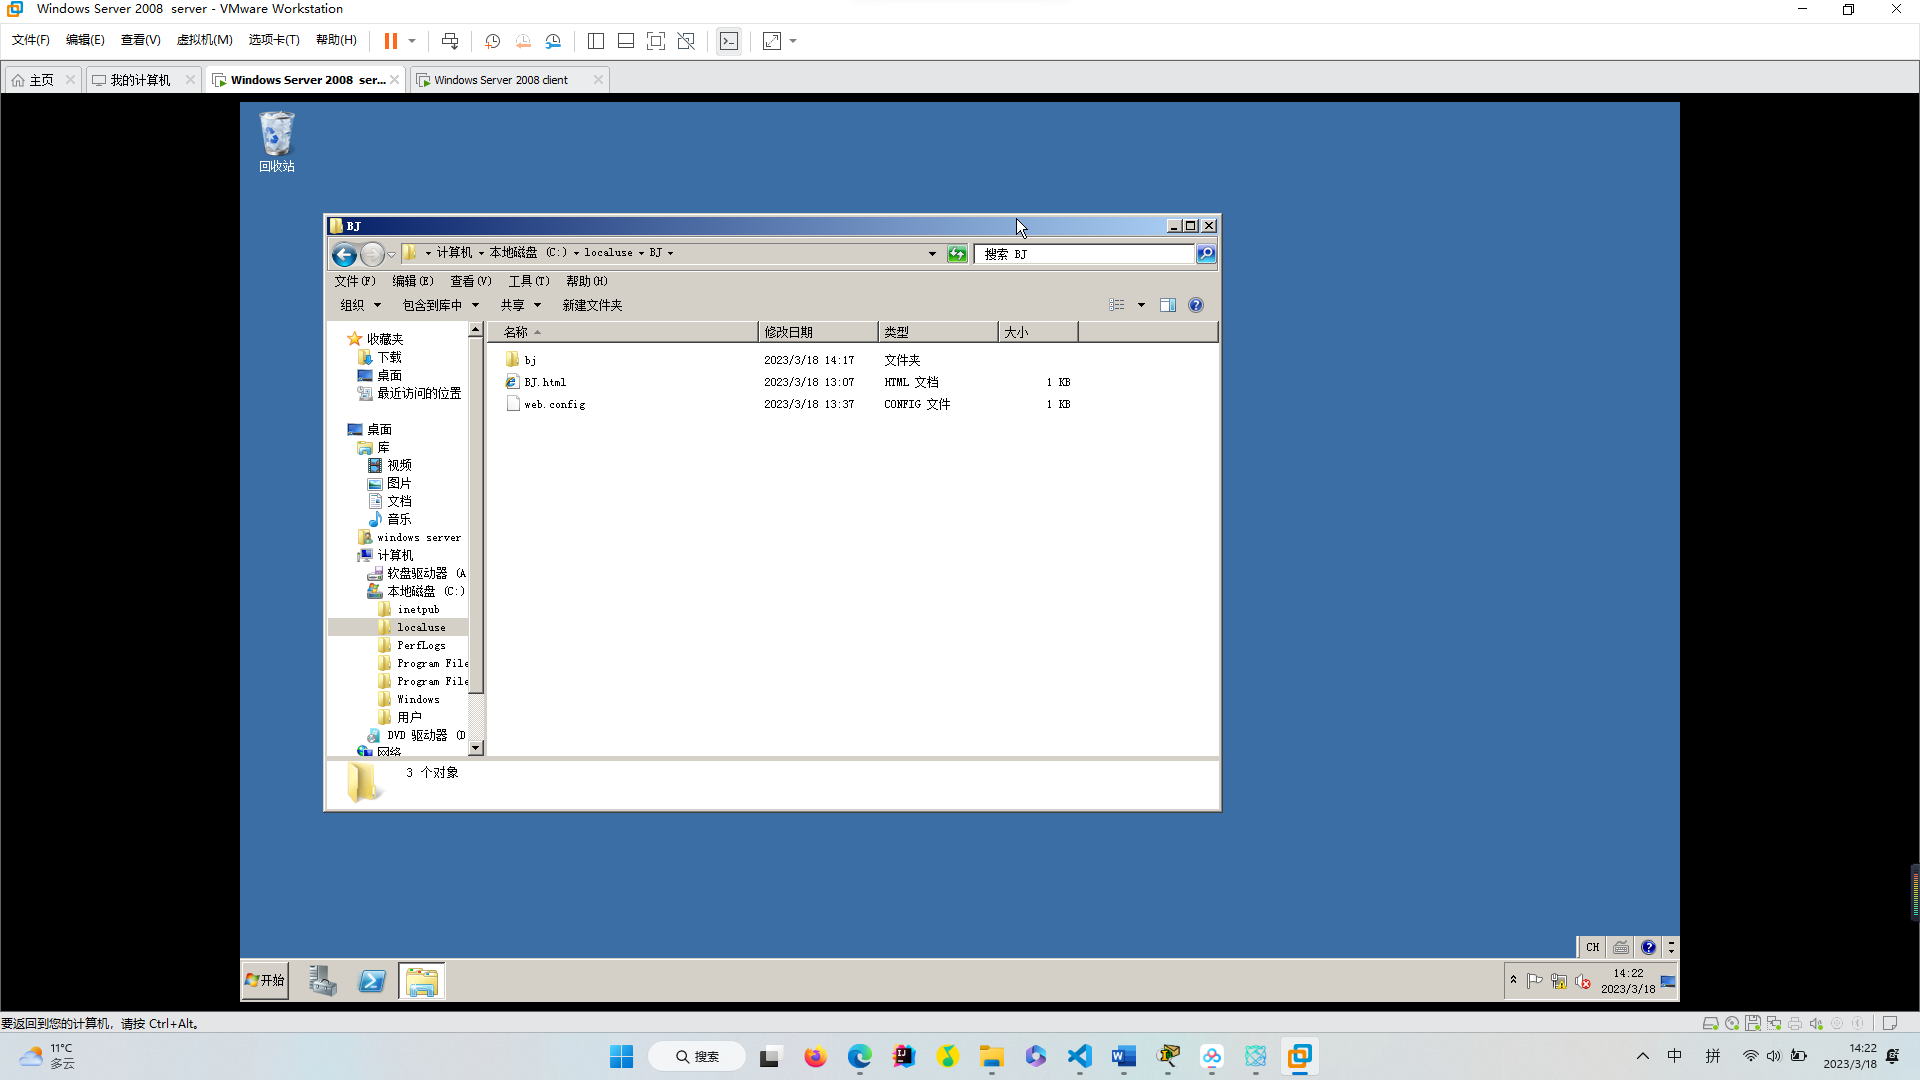 Windows Server 2008  server - VMware Workstation
文件(F) 编辑(E) 查看(V) 虚拟机(M) 选项卡(T) 帮助(H)
主页 我的计算机 Windows Server 2008  ser... Windows Server 2008 client
回收站
BJ
计算机 本地磁盘 (C:) localuse BJ 搜索 BJ
文件(F) 编辑(E) 查看(V) 工具(T) 帮助(H)
组织 包含到库中 共享 新建文件夹
名称 修改日期 类型 大小
bj 2023/3/18 14:17 文件夹
BJ.html 2023/3/18 13:07 HTML 文档 1 KB
web.config 2023/3/18 13:37 CONFIG 文件 1 KB
收藏夹
下载
桌面
最近访问的位置
桌面
库
视频
图片
文档
音乐
windows server
计算机
软盘驱动器 (A
本地磁盘 (C:)
inetpub
localuse
PerfLogs
Program File
Program File
Windows
用户
DVD 驱动器 (D
网络
3 个对象
CH
开始
14:22
2023/3/18
要返回到您的计算机，请按 Ctrl+Alt。
11°C
多云
搜索
中 拼
14:22
2023/3/18